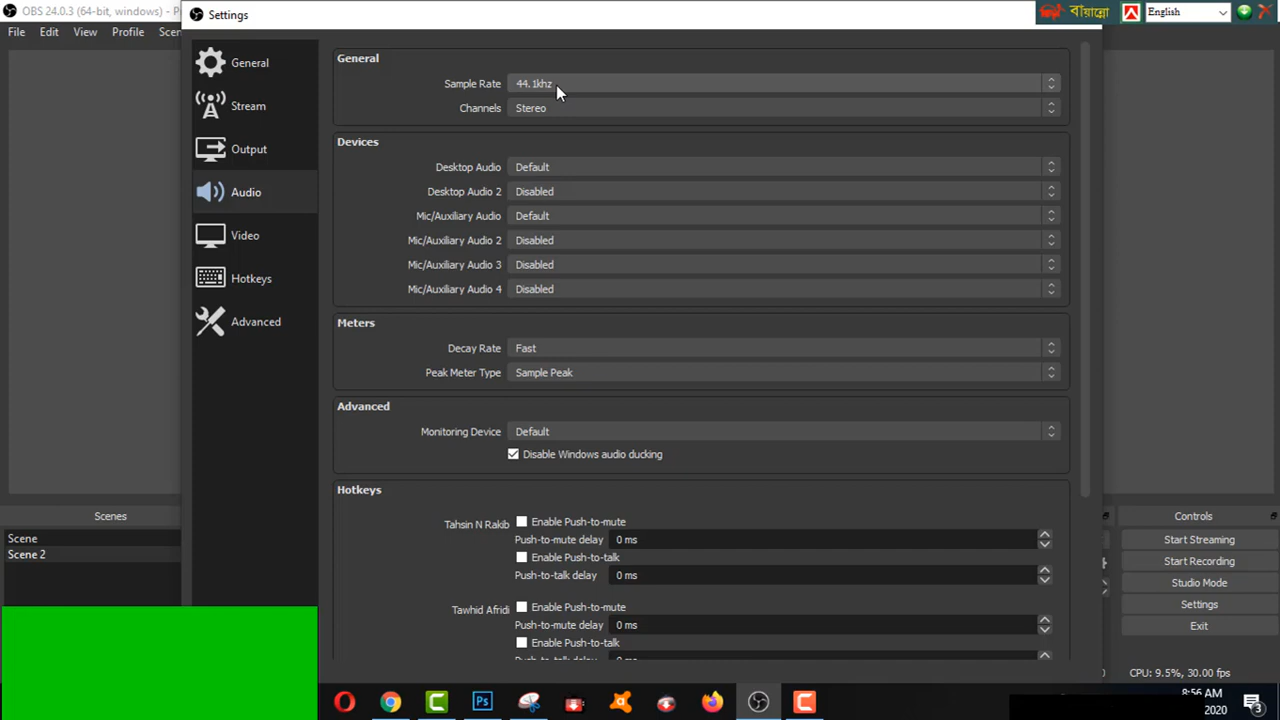 OBS 24.0.3 (64-bit, windows) - P
Settings
বায়ান্নো
English
File Edit View Profile Scen
General
Stream
Output
Audio
Video
Hotkeys
Advanced
General
Sample Rate 44.1khz
Channels Stereo
Devices
Desktop Audio Default
Desktop Audio 2 Disabled
Mic/Auxiliary Audio Default
Mic/Auxiliary Audio 2 Disabled
Mic/Auxiliary Audio 3 Disabled
Mic/Auxiliary Audio 4 Disabled
Meters
Decay Rate Fast
Peak Meter Type Sample Peak
Advanced
Monitoring Device Default
Disable Windows audio ducking
Hotkeys
Tahsin N Rakib Enable Push-to-mute
Push-to-mute delay 0 ms
Enable Push-to-talk
Push-to-talk delay 0 ms
Tawhid Afridi Enable Push-to-mute
Push-to-mute delay 0 ms
Enable Push-to-talk
Scenes
Scene
Scene 2
Controls
Start Streaming
Start Recording
Studio Mode
Settings
Exit
CPU: 9.5%, 30.00 fps
Ps
8:56 AM
2020
3